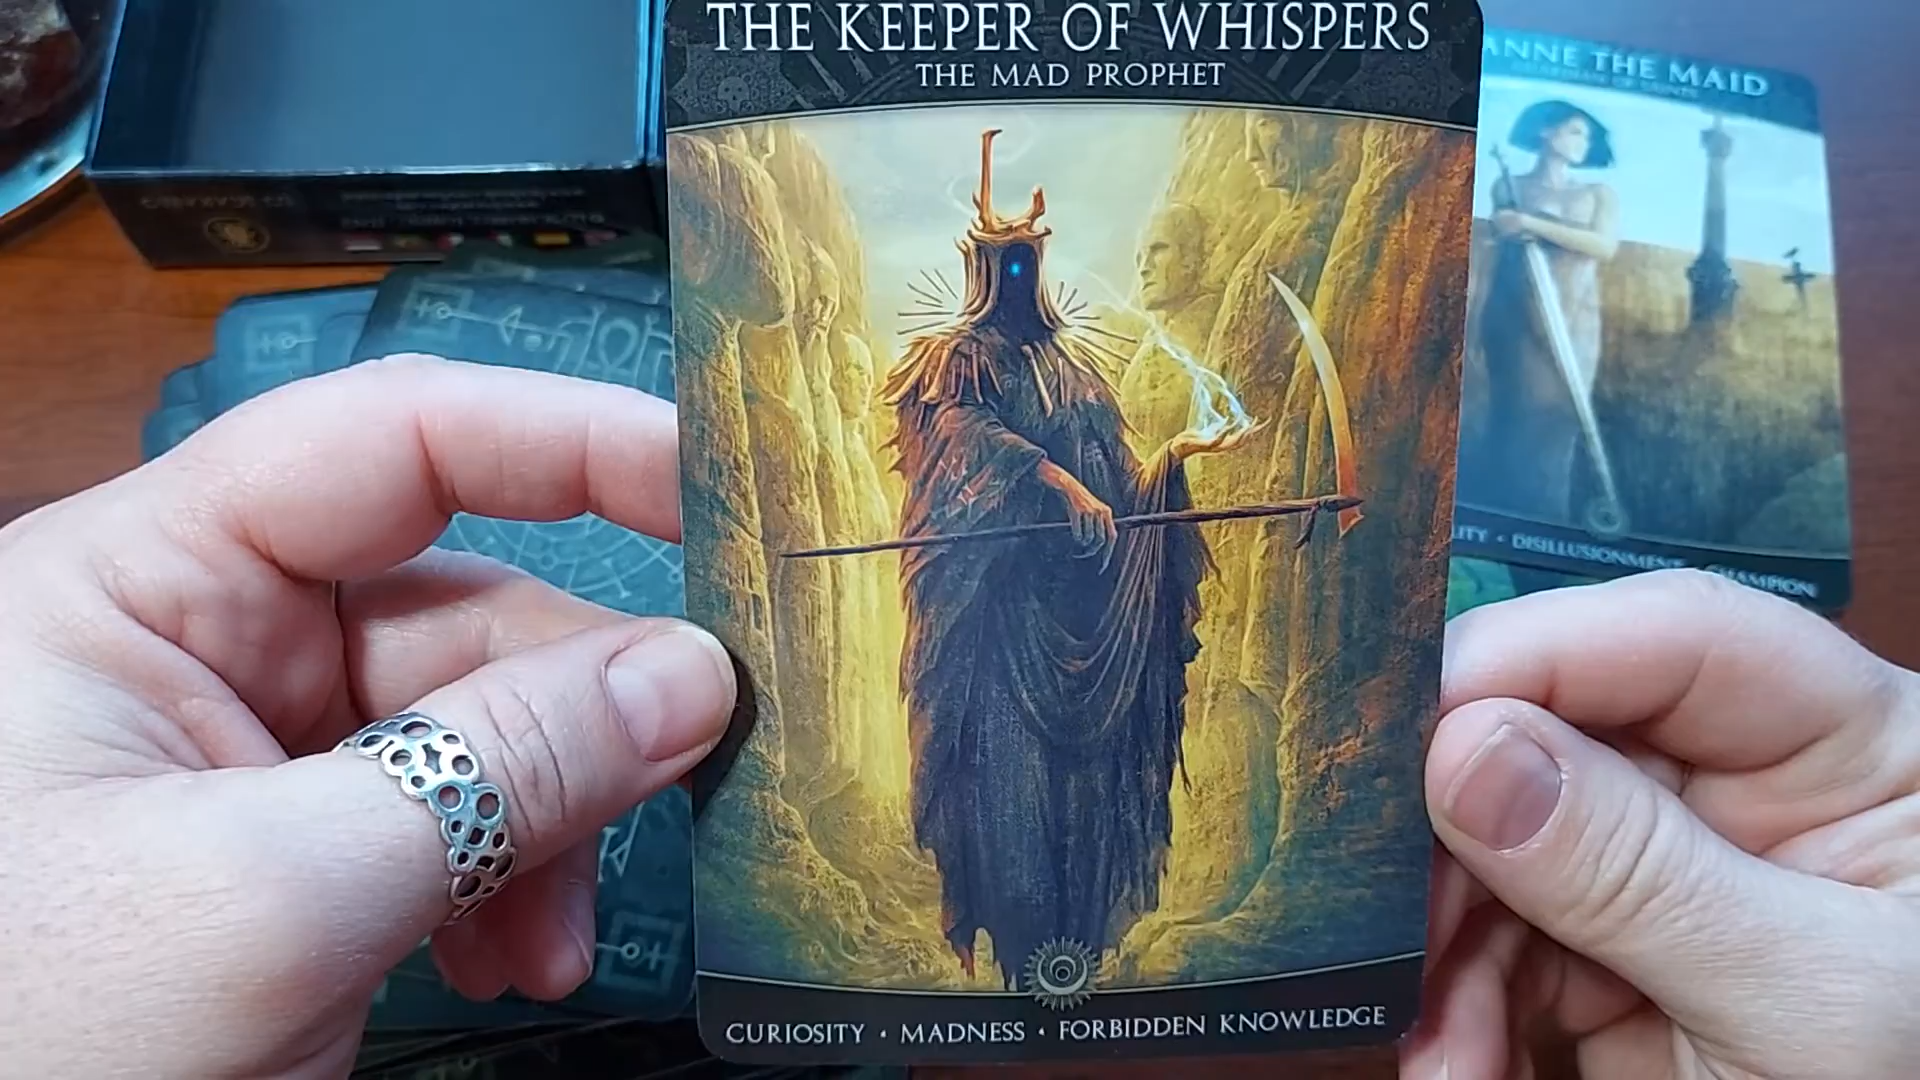 THE KEEPER OF WHISPERS
THE MAD PROPHET
CURIOSITY • MADNESS • FORBIDDEN KNOWLEDGE
ANNE THE MAID
DISILLUSIONMENT • CHAMPION